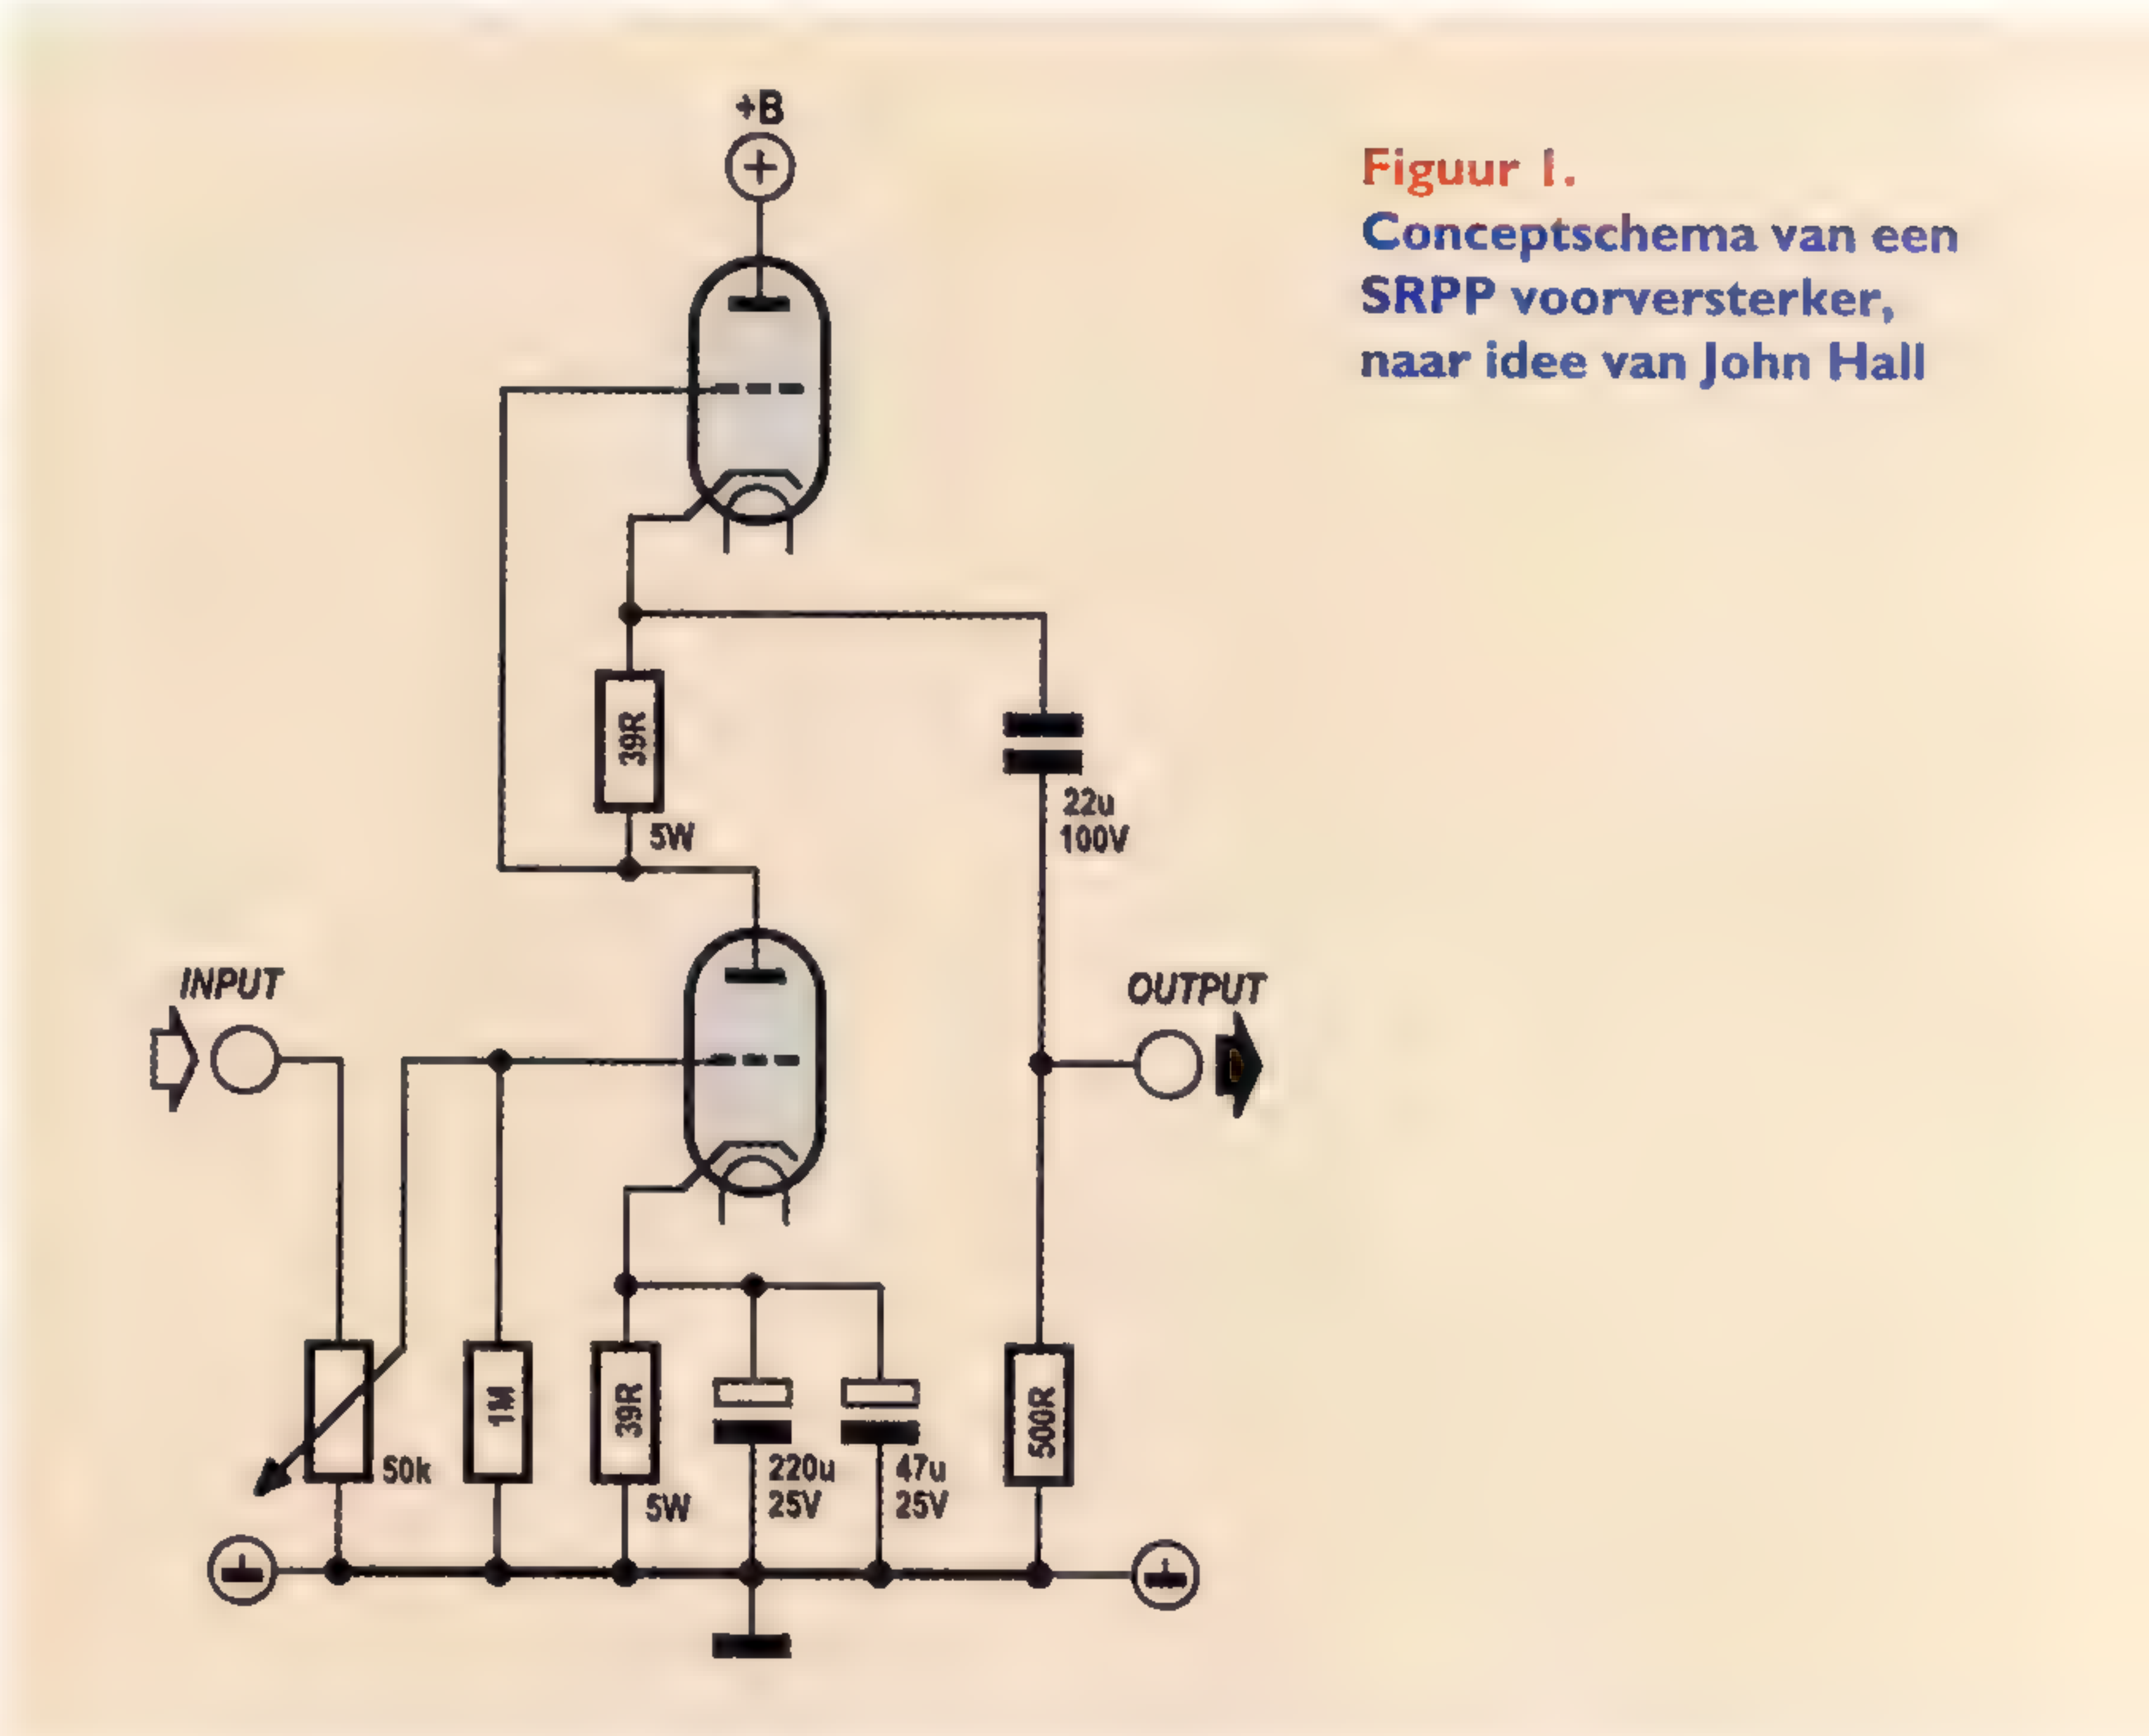 +B
Figuur 1.
Conceptschema van een
SRPP voorversterker,
naar idee van John Hall
39R
5W
22u
100V
INPUT
OUTPUT
50k
1M
39R
5W
220u
25V
47u
25V
500R